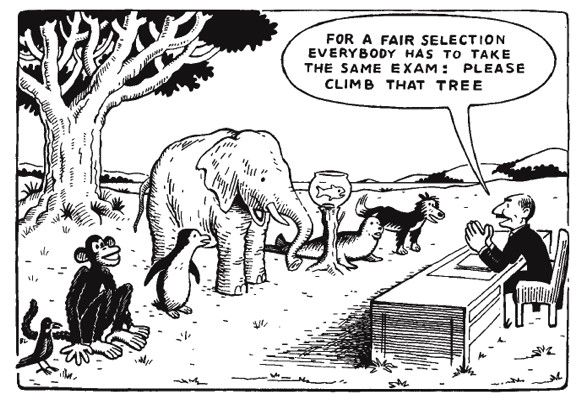 FOR A FAIR SELECTION
EVERYBODY HAS TO TAKE
THE SAME EXAM: PLEASE
CLIMB THAT TREE